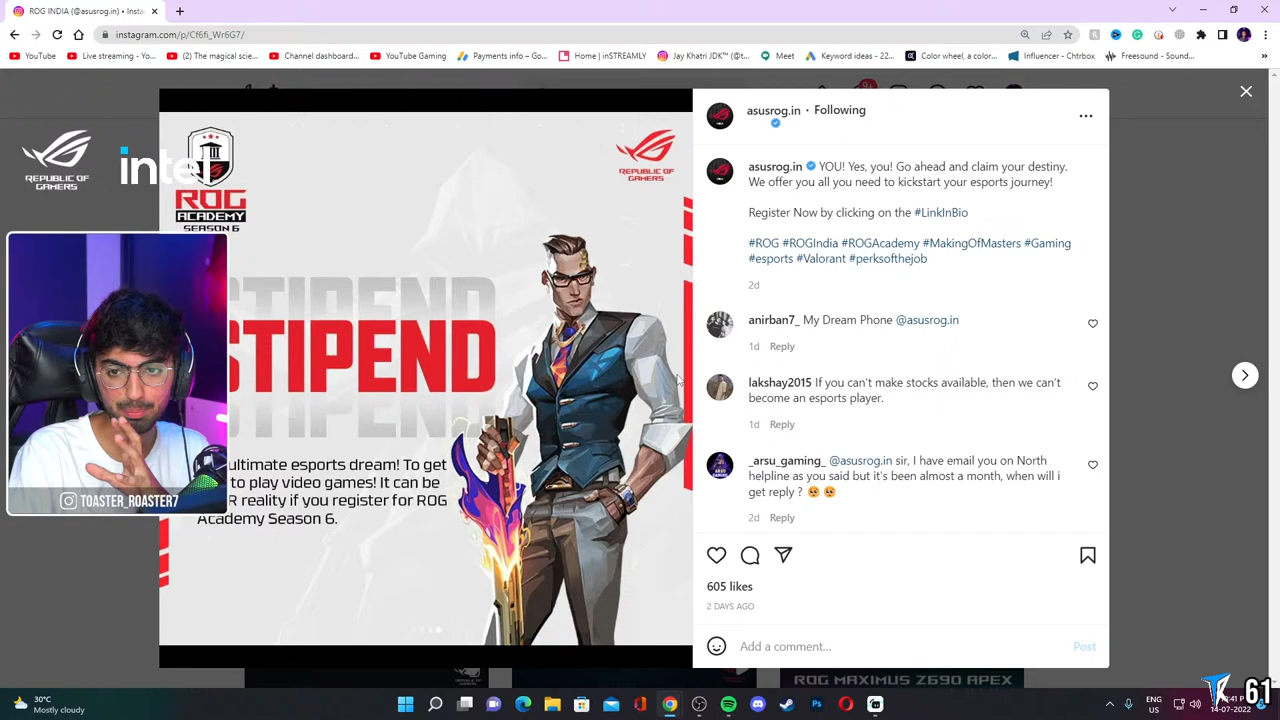 ROG INDIA (@asusrog.in) • Insta
instagram.com/p/Cf6fi_Wr6G7/
YouTube
Live streaming - Yo...
(2) The magical scie...
Channel dashboard...
YouTube Gaming
Payments info – Go...
Home | inSTREAMLY
Jay Khatri JDK™ (@t...
Meet
Keyword ideas - 22...
Color wheel, a color...
Influencer - Chtrbox
Freesound - Sound...
»
REPUBLIC OF
GAMERS
intel
ROG
ACADEMY
SEASON 6
REPUBLIC OF
GAMERS
STIPEND
STIPEND
STIPEND
ultimate esports dream! To get
to play video games! It can be
R reality if you register for ROG
Academy Season 6.
TOASTER_ROASTER7
asusrog.in • Following
asusrog.in YOU! Yes, you! Go ahead and claim your destiny.
We offer you all you need to kickstart your esports journey!
Register Now by clicking on the #LinkInBio
#ROG #ROGIndia #ROGAcademy #MakingOfMasters #Gaming
#esports #Valorant #perksofthejob
2d
anirban7_ My Dream Phone @asusrog.in
1d Reply
lakshay2015 If you can't make stocks available, then we can't
become an esports player.
1d Reply
_arsu_gaming_ @asusrog.in sir, I have email you on North
helpline as you said but it's been almost a month, when will i
get reply ? 😢 😢
2d Reply
605 likes
2 DAYS AGO
Add a comment...
Post
ROG MAXIMUS Z690 APEX
30°C
Mostly cloudy
ENG
US
:41 PM
14-07-2022
61